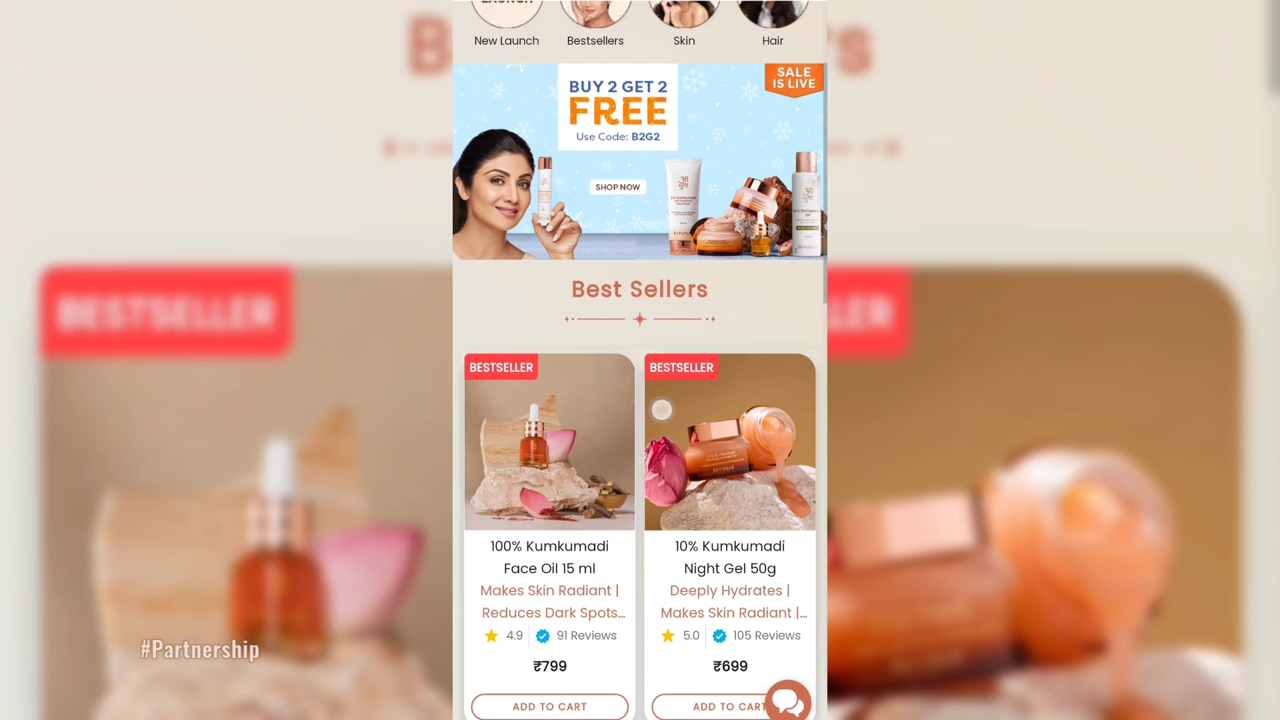 LAUNCH
New Launch
Bestsellers
Skin
Hair
BUY 2 GET 2
FREE
Use Code: B2G2
SHOP NOW
SALE
IS LIVE
Best Sellers
BESTSELLER
BESTSELLER
BESTSELLER
100% Kumkumadi
Face Oil 15 ml
Makes Skin Radiant |
Reduces Dark Spots...
4.9
91 Reviews
₹799
ADD TO CART
10% Kumkumadi
Night Gel 50g
Deeply Hydrates |
Makes Skin Radiant |...
5.0
105 Reviews
₹699
ADD TO CART
#Partnership